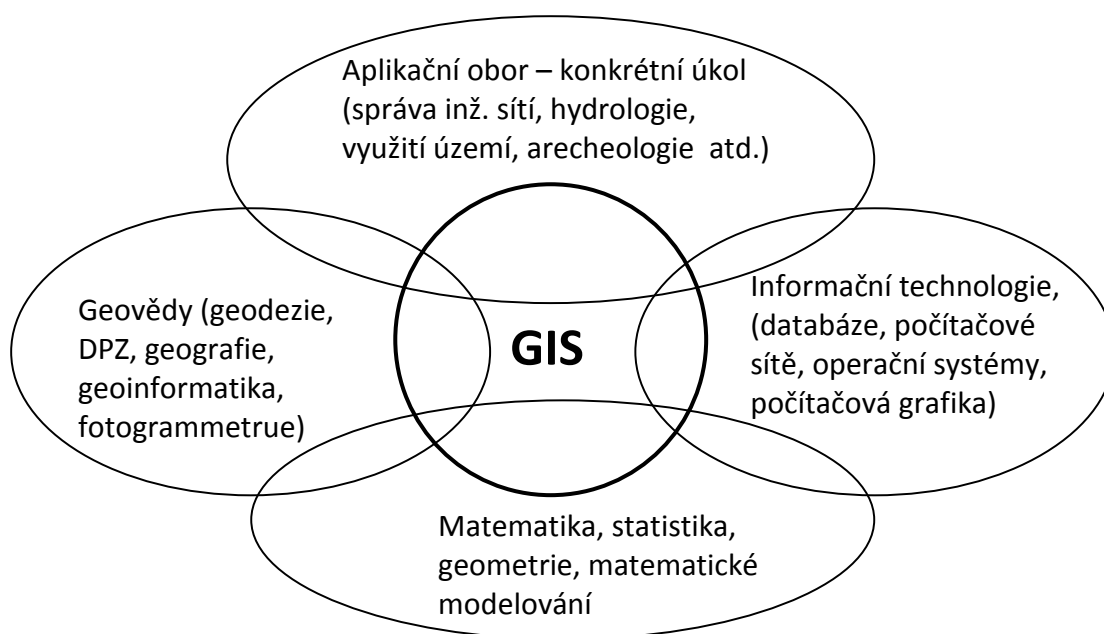 Aplikační obor – konkrétní úkol
(správa inž. sítí, hydrologie,
využití území, arecheologie atd.)
Geovědy (geodezie,
DPZ, geografie,
geoinformatika,
fotogrammetrue)
GIS
Informační technologie,
(databáze, počítačové
sítě, operační systémy,
počítačová grafika)
Matematika, statistika,
geometrie, matematické
modelování